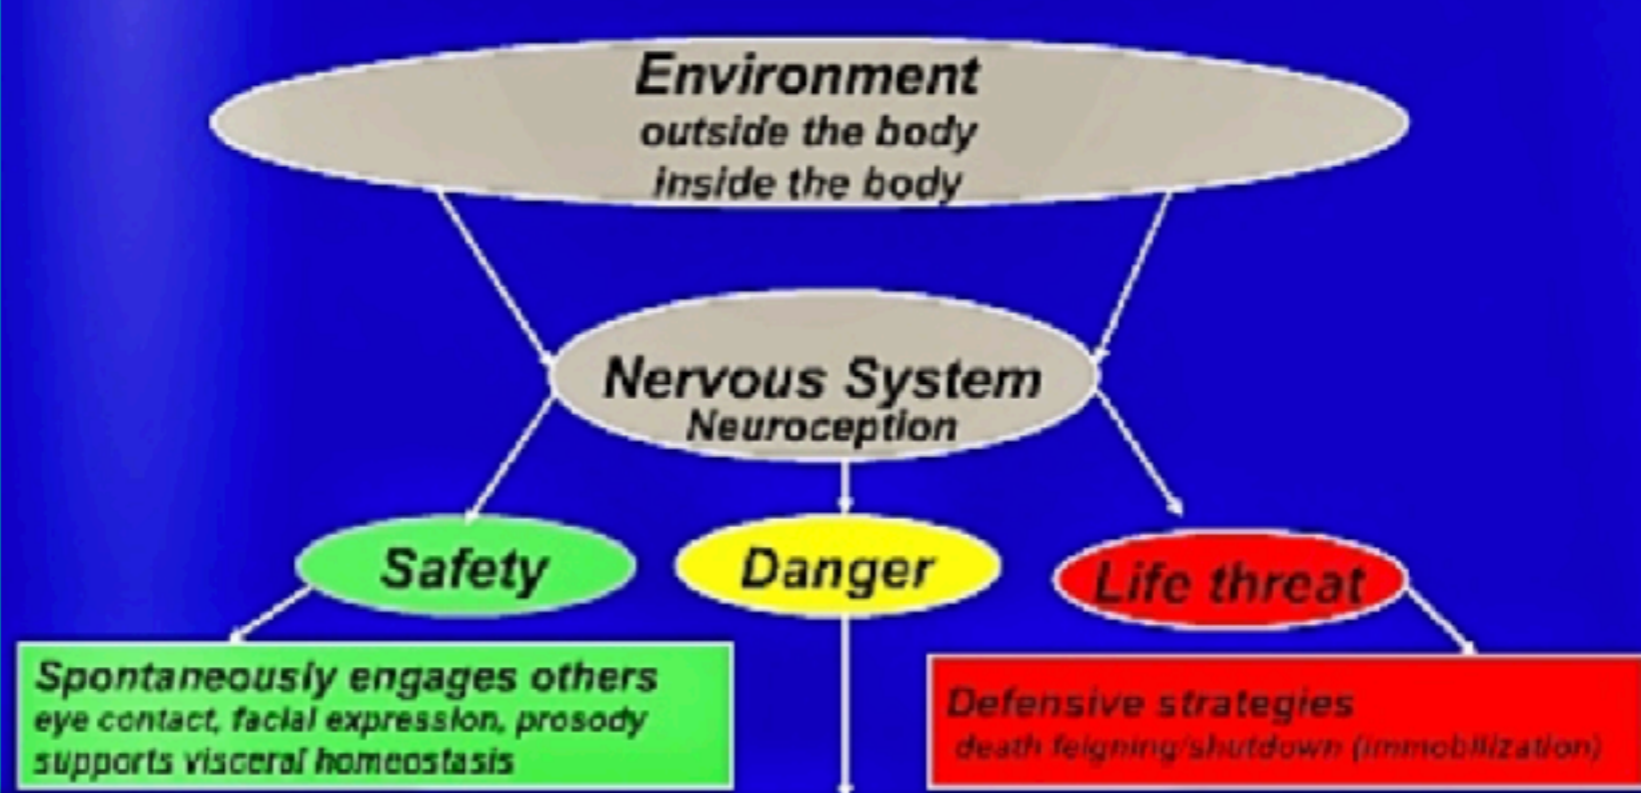 Environment
outside the body
inside the body
Nervous System
Neuroception
Safety
Danger
Life threat
Spontaneously engages others
eye contact, facial expression, prosody
supports visceral homeostasis
Defensive strategies
death feigning/shutdown (immobilization)